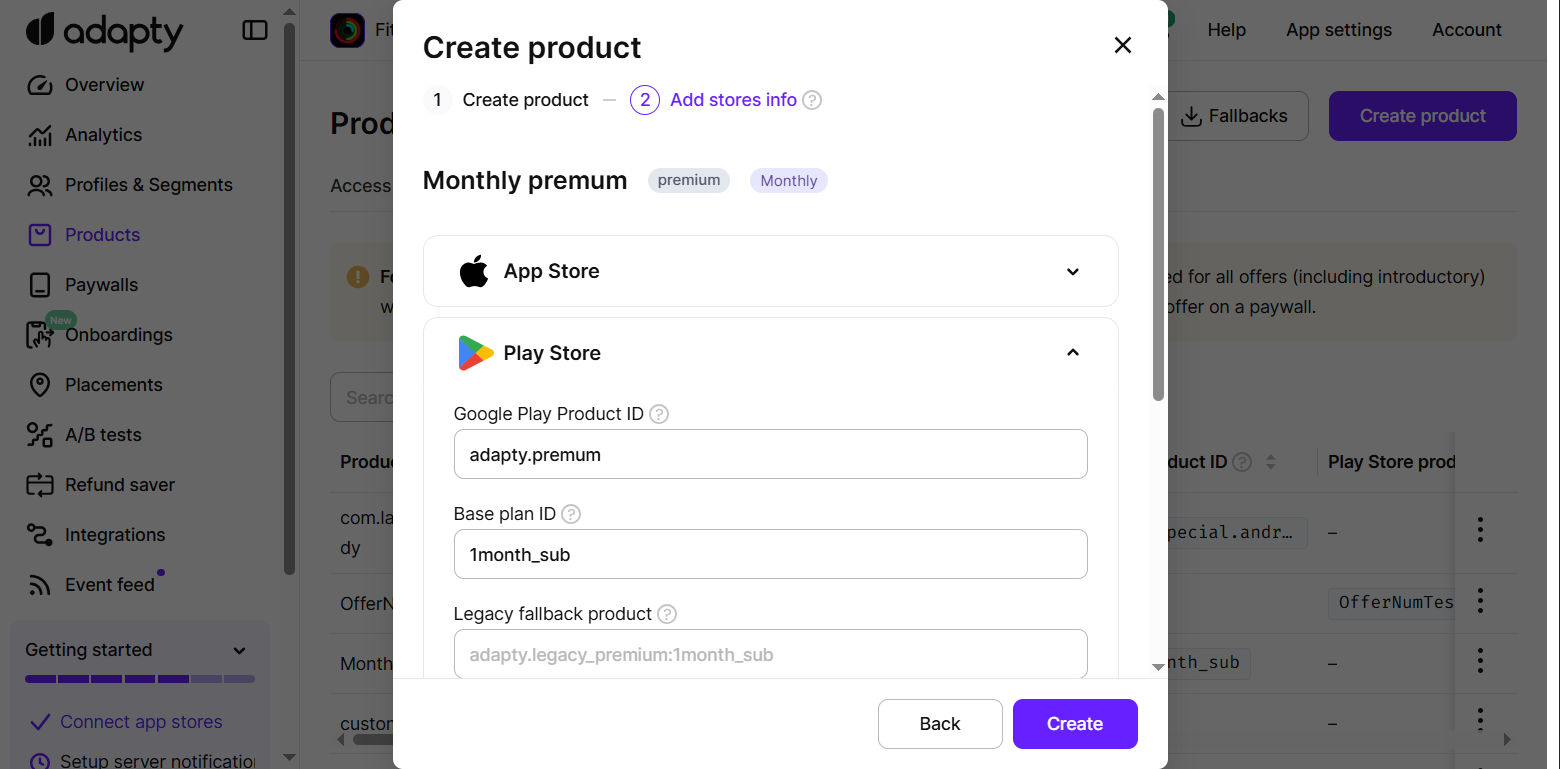 adapty
Overview
Analytics
Profiles & Segments
Products
Paywalls
New
Onboardings
Placements
A/B tests
Refund saver
Integrations
Event feed
Getting started
Connect app stores
Setup server notification
Fit
Help
App settings
Account
Prod
Fallbacks
Create product
Access
Fo
ed for all offers (including introductory)
w
offer on a paywall.
Searc
Produc
duct ID ?
Play Store prod
com.la
dy
pecial.andr…
–
OfferN
OfferNumTes
Month
nth_sub
–
custom
–
Create product
1 Create product – 2 Add stores info ?
Monthly premum premium Monthly
App Store
Play Store
Google Play Product ID ?
adapty.premum
Base plan ID ?
1month_sub
Legacy fallback product ?
adapty.legacy_premium:1month_sub
Back
Create